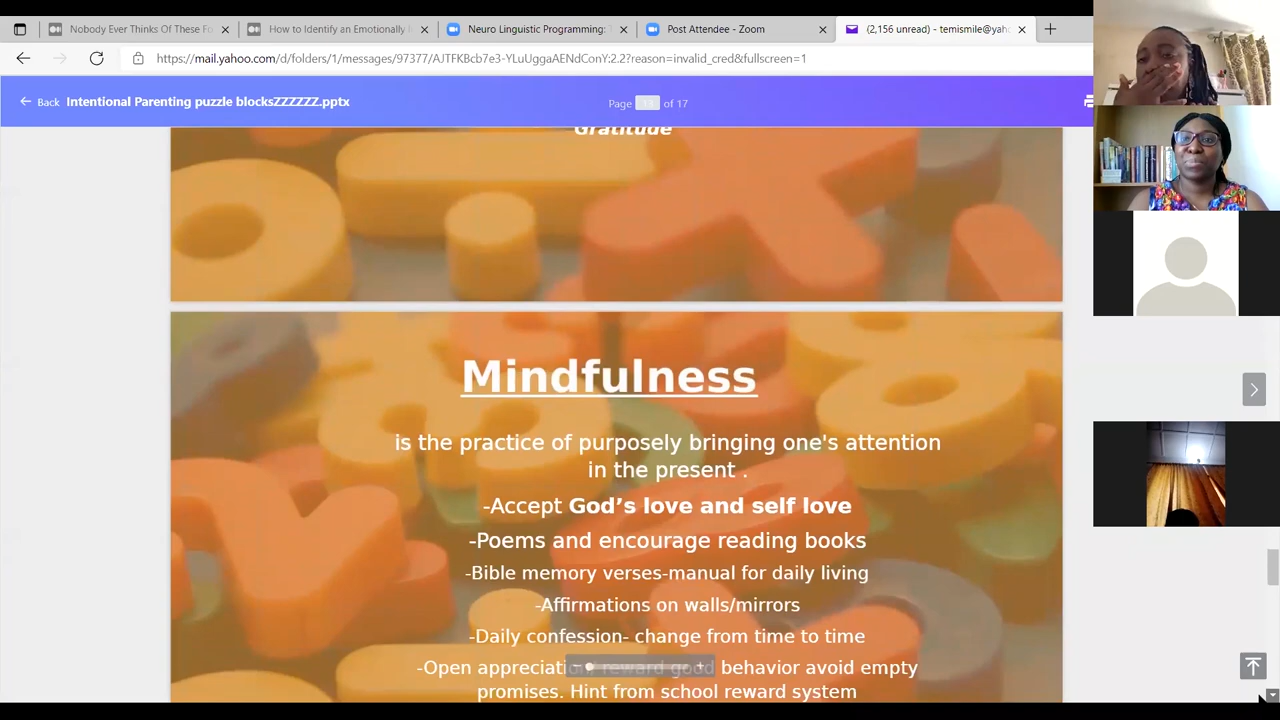 Nobody Ever Thinks Of These Fo
How to Identify an Emotionally
Neuro Linguistic Programming:
Post Attendee - Zoom
(2,156 unread) - temismile@yah
https://mail.yahoo.com/d/folders/1/messages/97377/AJTFKBcb7e3-YLuUggaAENdConY:2.2?reason=invalid_cred&fullscreen=1
Back Intentional Parenting puzzle blocksZZZZZZ.pptx
Page of 17
Gratitude
Mindfulness
is the practice of purposely bringing one's attention
in the present .
-Accept God's love and self love
-Poems and encourage reading books
-Bible memory verses-manual for daily living
-Affirmations on walls/mirrors
-Daily confession- change from time to time
-Open appreciation, reward good behavior avoid empty
promises. Hint from school reward system